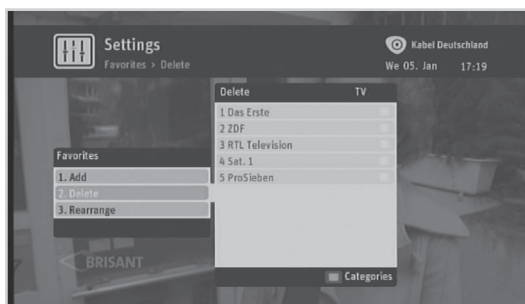 Settings
Favorites > Delete
Kabel Deutschland
We 05. Jan 17:19
Delete TV
1 Das Erste
2 ZDF
3 RTL Television
4 Sat. 1
5 ProSieben
Favorites
1. Add
2. Delete
3. Rearrange
BRISANT
Categories